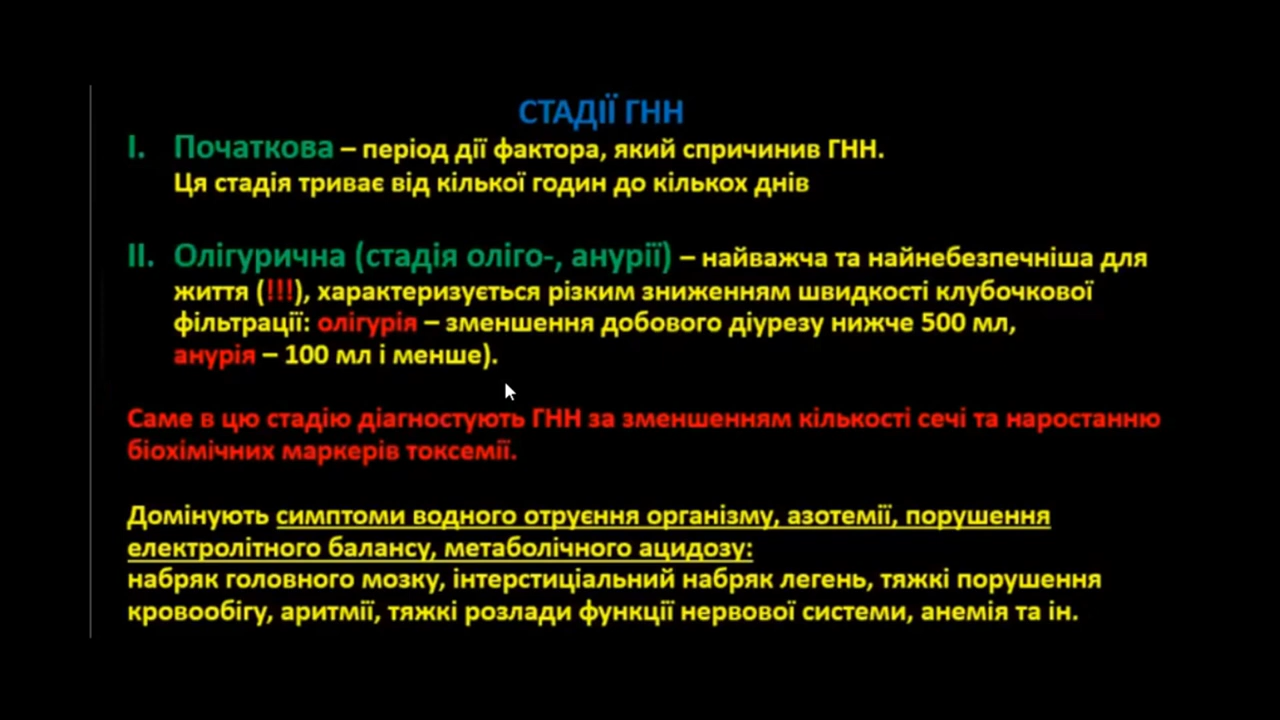 СТАДІЇ ГНН
I. Початкова – період дії фактора, який спричинив ГНН.
Ця стадія триває від кілької годин до кількох днів
II. Олігурична (стадія оліго-, анурії) – найважча та найнебезпечніша для
життя (!!!), характеризується різким зниженням швидкості клубочкової
фільтрації: олігурія – зменшення добового діурезу нижче 500 мл,
анурія – 100 мл і менше).
Саме в цю стадію діагностують ГНН за зменшенням кількості сечі та наростанню
біохімічних маркерів токсемії.
Домінують симптоми водного отруєння організму, азотемії, порушення
електролітного балансу, метаболічного ацидозу:
набряк головного мозку, інтерстиціальний набряк легень, тяжкі порушення
кровообігу, аритмії, тяжкі розлади функції нервової системи, анемія та ін.